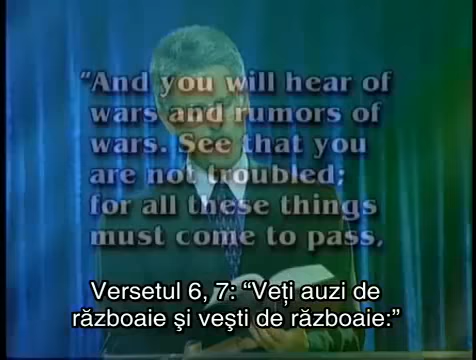 "And you will hear of
wars and rumors of
wars. See that you
are not troubled;
for all these things
must come to pass,
Versetul 6, 7: “Veţi auzi de
războaie şi veşti de războaie:”